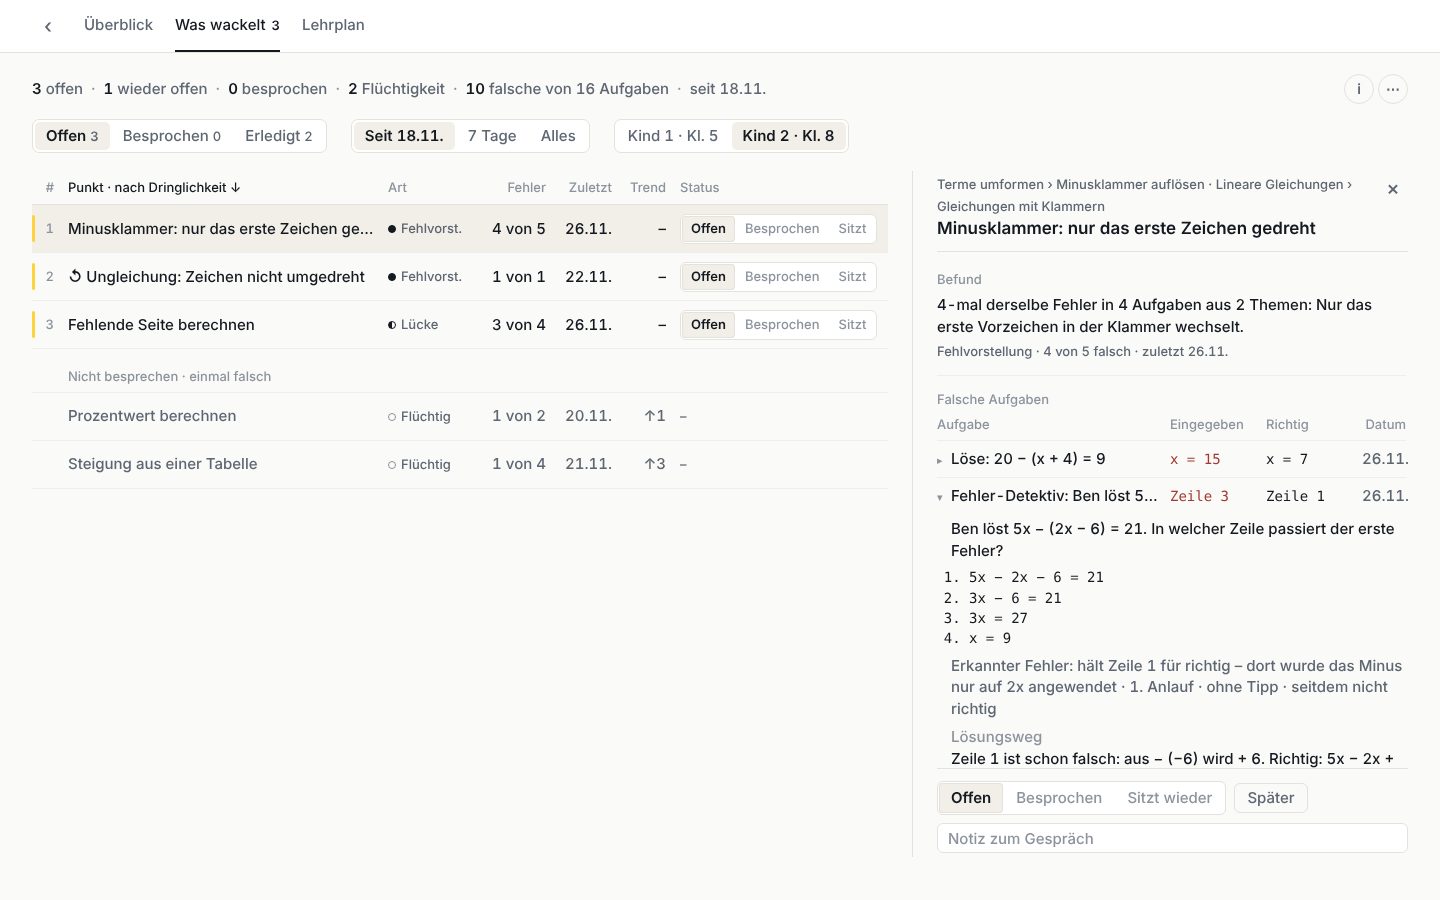 ‹ Überblick Was wackelt 3 Lehrplan
3 offen · 1 wieder offen · 0 besprochen · 2 Flüchtigkeit · 10 falsche von 16 Aufgaben · seit 18.11.
i ···
Offen 3 Besprochen 0 Erledigt 2 Seit 18.11. 7 Tage Alles Kind 1 · Kl. 5 Kind 2 · Kl. 8
# Punkt · nach Dringlichkeit ↓ Art Fehler Zuletzt Trend Status
1 Minusklammer: nur das erste Zeichen ge… ● Fehlvorst. 4 von 5 26.11. – Offen Besprochen Sitzt
2 ↺ Ungleichung: Zeichen nicht umgedreht ● Fehlvorst. 1 von 1 22.11. – Offen Besprochen Sitzt
3 Fehlende Seite berechnen ◐ Lücke 3 von 4 26.11. – Offen Besprochen Sitzt
Nicht besprechen · einmal falsch
Prozentwert berechnen ○ Flüchtig 1 von 2 20.11. ↑1 –
Steigung aus einer Tabelle ○ Flüchtig 1 von 4 21.11. ↑3 –
Terme umformen › Minusklammer auflösen · Lineare Gleichungen ›
Gleichungen mit Klammern
×
Minusklammer: nur das erste Zeichen gedreht
Befund
4-mal derselbe Fehler in 4 Aufgaben aus 2 Themen: Nur das
erste Vorzeichen in der Klammer wechselt.
Fehlvorstellung · 4 von 5 falsch · zuletzt 26.11.
Falsche Aufgaben
Aufgabe Eingegeben Richtig Datum
▸ Löse: 20 − (x + 4) = 9 x = 15 x = 7 26.11.
▾ Fehler-Detektiv: Ben löst 5… Zeile 3 Zeile 1 26.11.
Ben löst 5x − (2x − 6) = 21. In welcher Zeile passiert der erste
Fehler?
1. 5x − 2x − 6 = 21
2. 3x − 6 = 21
3. 3x = 27
4. x = 9
Erkannter Fehler: hält Zeile 1 für richtig – dort wurde das Minus
nur auf 2x angewendet · 1. Anlauf · ohne Tipp · seitdem nicht
richtig
Lösungsweg
Zeile 1 ist schon falsch: aus − (−6) wird + 6. Richtig: 5x − 2x +
Offen Besprochen Sitzt wieder Später
Notiz zum Gespräch